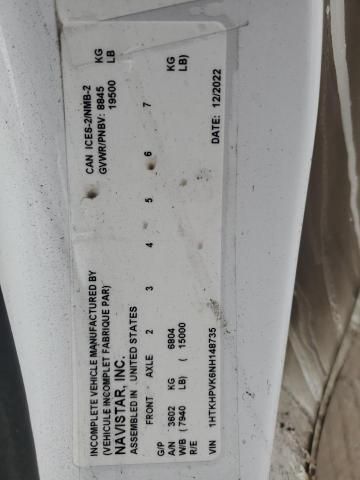 INCOMPLETE VEHICLE MANUFACTURED BY
(VEHICULE INCOMPLET FABRIQUE PAR)
NAVISTAR, INC.
ASSEMBLED IN UNITED STATES
CAN ICES-2/NMB-2
GVWR/PNBV: 8845 KG
19500 LB
FRONT AXLE 2 3 4 5 6 7
G/P
A/N 3602 KG 6804 KG
W/B (7940 LB) ( 15000 LB)
R/E
VIN 1HTKHPVK6NH148735 DATE: 12/2022